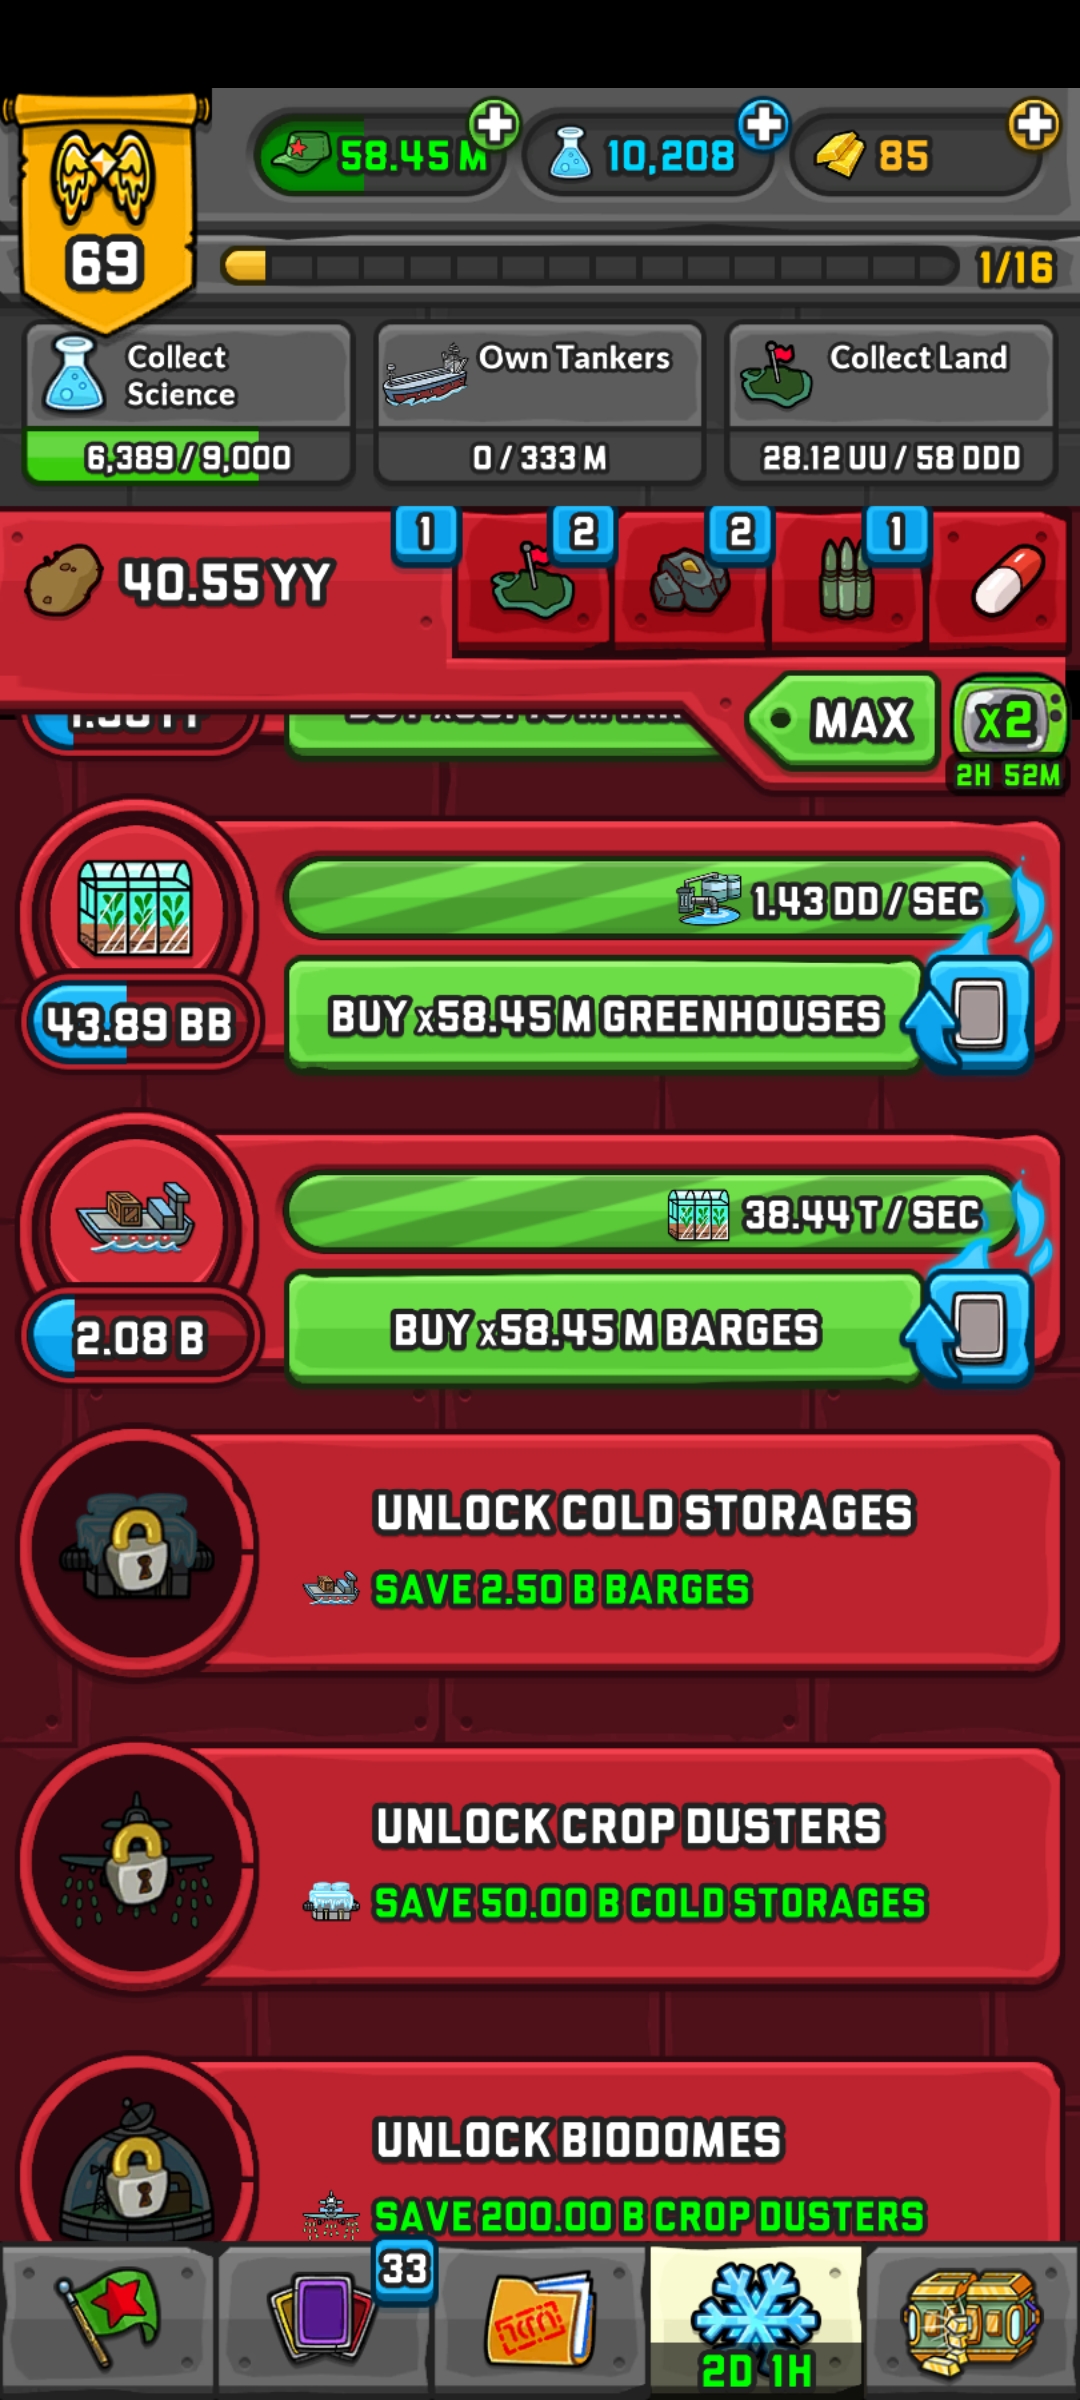 58.45 M
10,208
85
69
1/16
Collect
Science
6,389/9,000
Own Tankers
0/333 M
Collect Land
28.12 UU/58 DDD
40.55 YY
1
2
2
1
MAX
x2
2H 52M
1.43 DD/SEC
43.89 BB
BUY x58.45 M GREENHOUSES
38.44 T/SEC
2.08 B
BUY x58.45 M BARGES
UNLOCK COLD STORAGES
SAVE 2.50 B BARGES
UNLOCK CROP DUSTERS
SAVE 50.00 B COLD STORAGES
UNLOCK BIODOMES
SAVE 200.00 B CROP DUSTERS
33
2D 1H